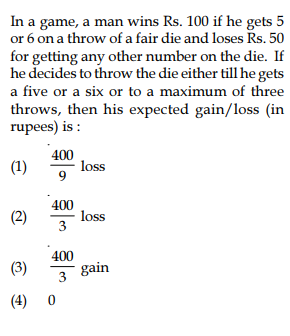 In a game, a man wins Rs. 100 if he gets 5
or 6 on a throw of a fair die and loses Rs. 50
for getting any other number on the die. If
he decides to throw the die either till he gets
a five or a six or to a maximum of three
throws, then his expected gain/loss (in
rupees) is :
(1) 400/9 loss
(2) 400/3 loss
(3) 400/3 gain
(4) 0